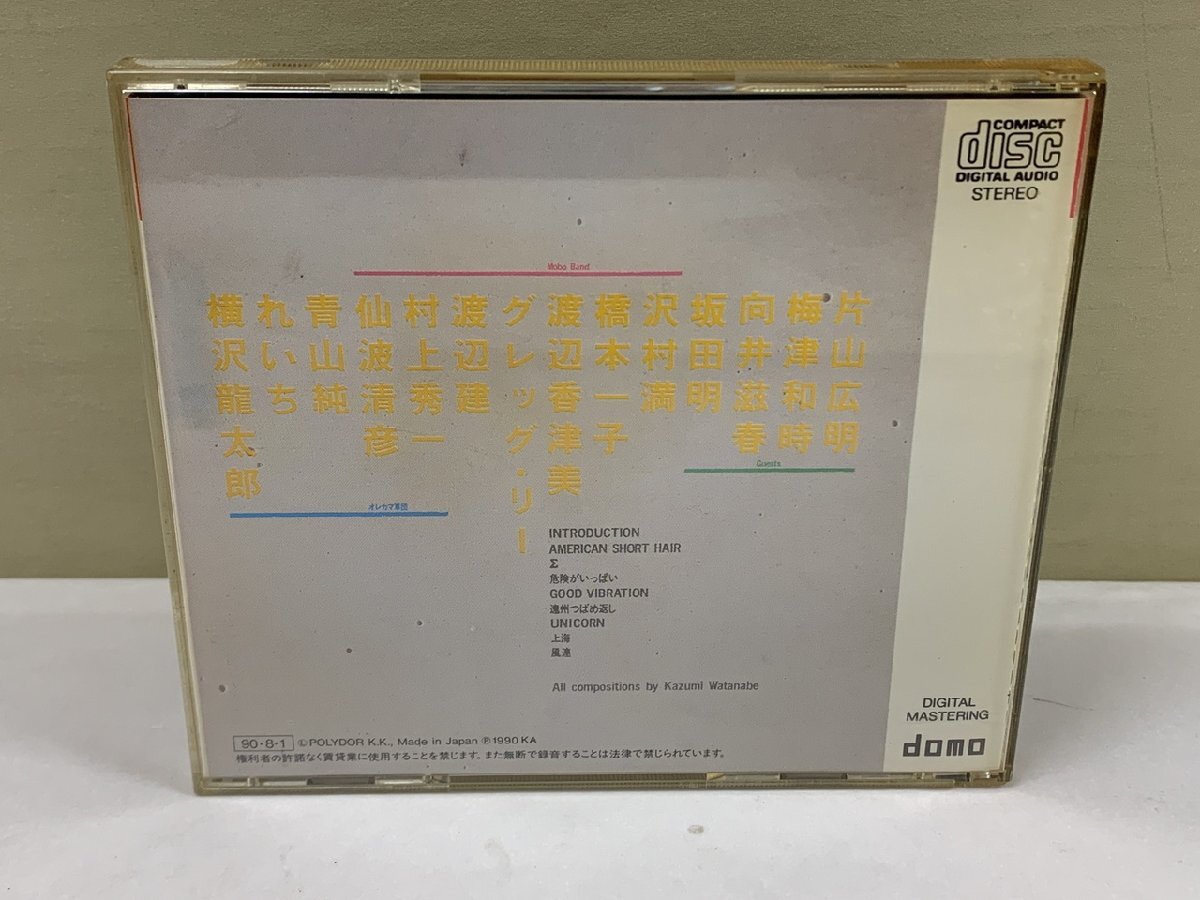 COMPACT
disc
DIGITAL AUDIO
STEREO
Mobo Band
片山広明
梅津和時
向井滋春
坂田明
沢村満
橋本一子
渡辺香津美
グレッグ・リー
渡辺建
村上秀一
仙波清彦
青山純
れいち
横沢龍太郎
Guests
オレカマ軍団
INTRODUCTION
AMERICAN SHORT HAIR
Σ
危険がいっぱい
GOOD VIBRATION
遠州つばめ返し
UNICORN
上海
風連
All compositions by Kazumi Watanabe
DIGITAL
MASTERING
domo
90・8・1 ©POLYDOR K.K., Made in Japan ℗1990 KA
権利者の許諾なく賃貸業に使用することを禁じます。また無断で録音することは法律で禁じられています。